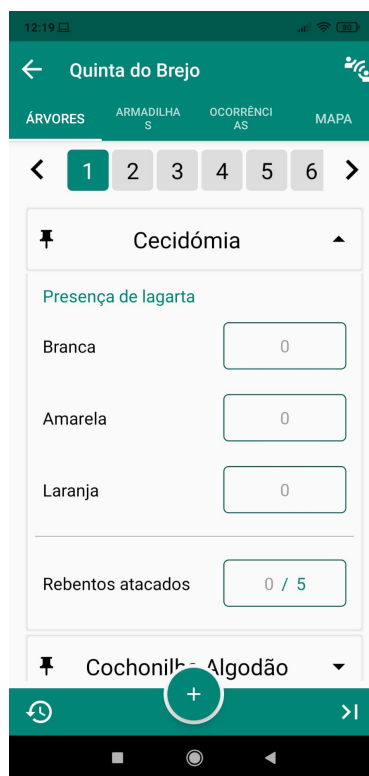 12:19
Quinta do Brejo
ÁRVORES
ARMADILHA
S
OCORRÊNCI
AS
MAPA
1 2 3 4 5 6
Cecidómia
Presença de lagarta
Branca 0
Amarela 0
Laranja 0
Rebentos atacados 0 / 5
Cochonilha Algodão
+